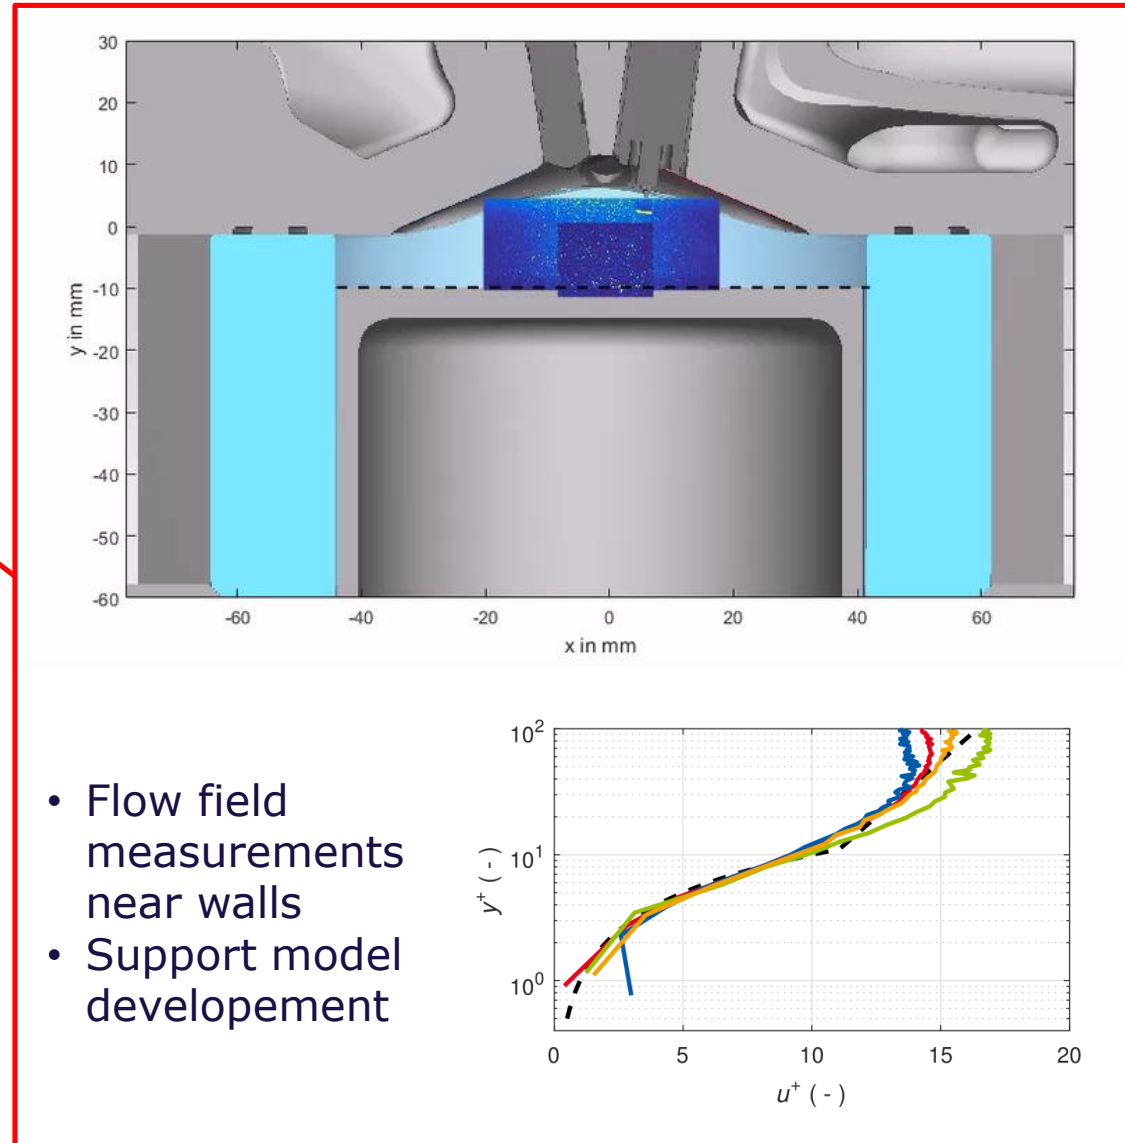 30
20
10
0
-10
-20
-30
-40
-50
-60
y in mm
-60 -40 -20 0 20 40 60
x in mm
• Flow field
measurements
near walls
• Support model
developement
10²
10¹
10⁰
y⁺ ( - )
0 5 10 15 20
u⁺ ( - )